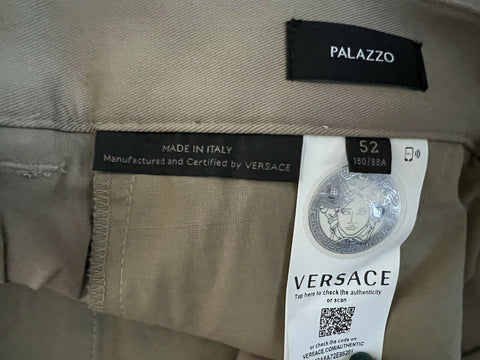 PALAZZO
MADE IN ITALY
Manufactured and Certified by VERSACE
52
180/88A
VERSACE
Tap here to check the authenticity
or scan
or check the code on
VERSACE.COM/AUTHENTIC